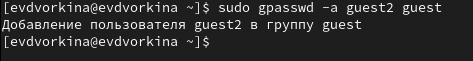 [evdvorkina@evdvorkina ~]$ sudo gpasswd -a guest2 guest
Добавление пользователя guest2 в группу guest
[evdvorkina@evdvorkina ~]$